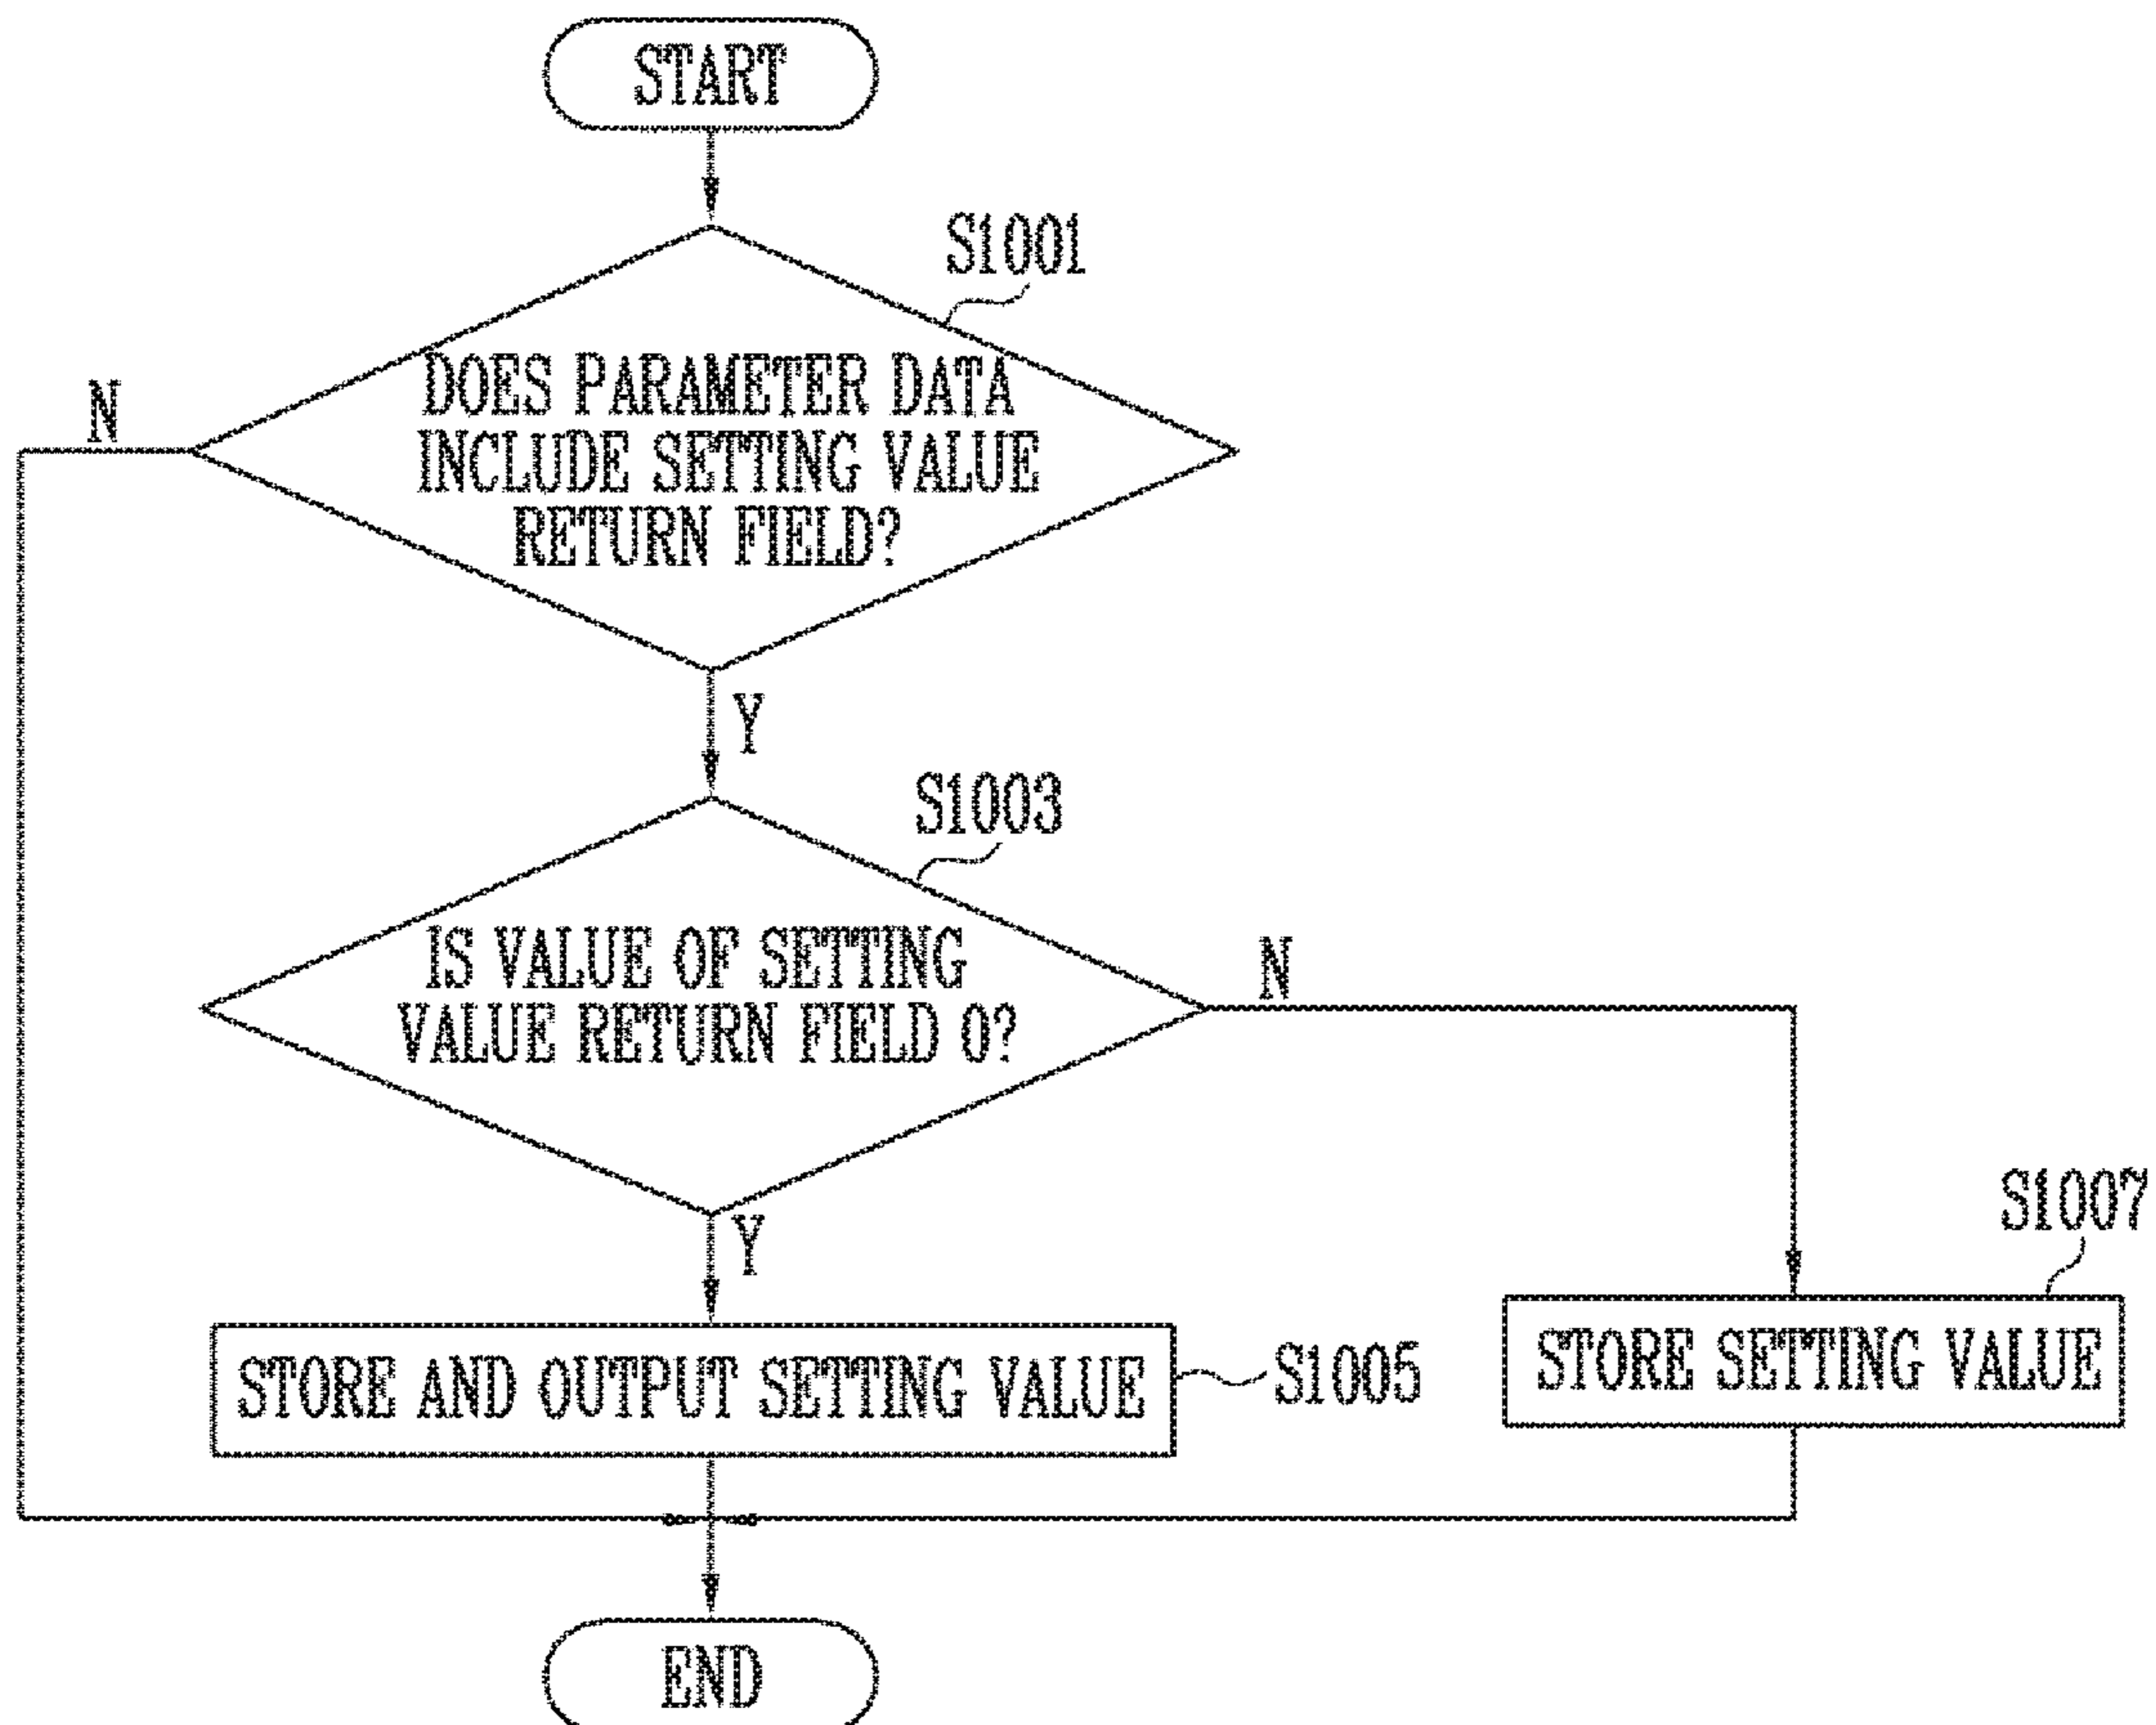 START
S1001
DOES PARAMETER DATA
INCLUDE SETTING VALUE
RETURN FIELD?
N
Y
S1003
IS VALUE OF SETTING
VALUE RETURN FIELD 0?
N
Y
S1007
STORE AND OUTPUT SETTING VALUE
S1005
STORE SETTING VALUE
END